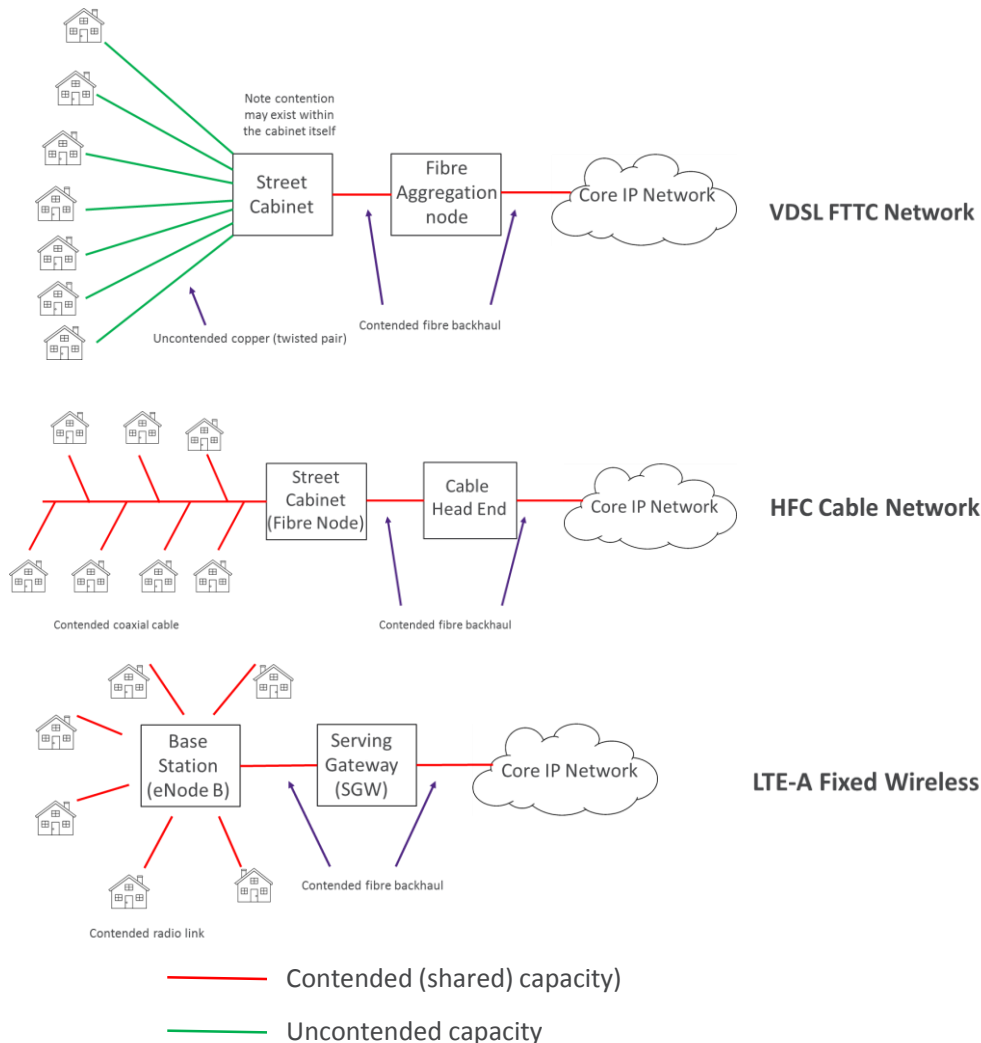 Note contention
may exist within
the cabinet itself
Street
Cabinet
Fibre
Aggregation
node
Core IP Network
VDSL FTTC Network
Uncontended copper (twisted pair)
Contended fibre backhaul
Street
Cabinet
(Fibre Node)
Cable
Head End
Core IP Network
HFC Cable Network
Contended coaxial cable
Contended fibre backhaul
Base
Station
(eNode B)
Serving
Gateway
(SGW)
Core IP Network
LTE-A Fixed Wireless
Contended fibre backhaul
Contended radio link
Contended (shared) capacity)
Uncontended capacity